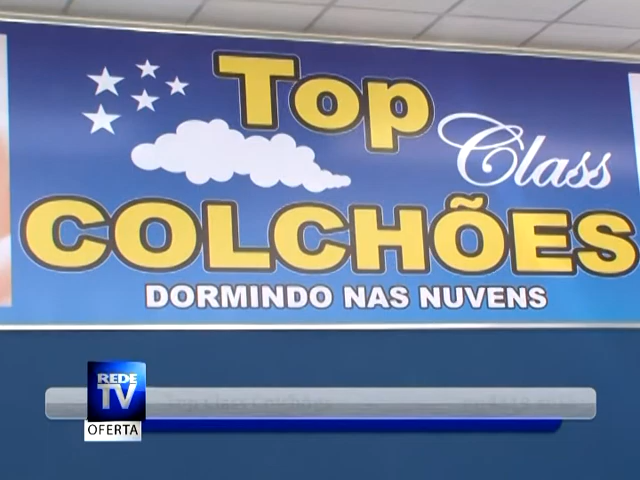 Top
Class
COLCHÕES
DORMINDO NAS NUVENS
REDE
TV
OFERTA